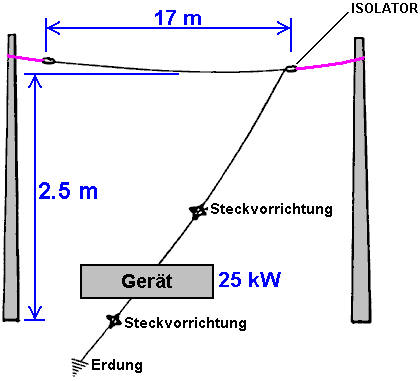 ISOLATOR
17 m
2.5 m
Steckvorrichtung
Gerät
25 kW
Steckvorrichtung
Erdung